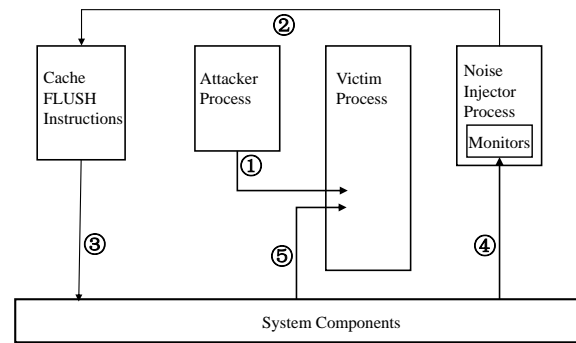 ②
Cache
FLUSH
Instructions
Attacker
Process
Victim
Process
Noise
Injector
Process
Monitors
①
③
⑤
④
System Components